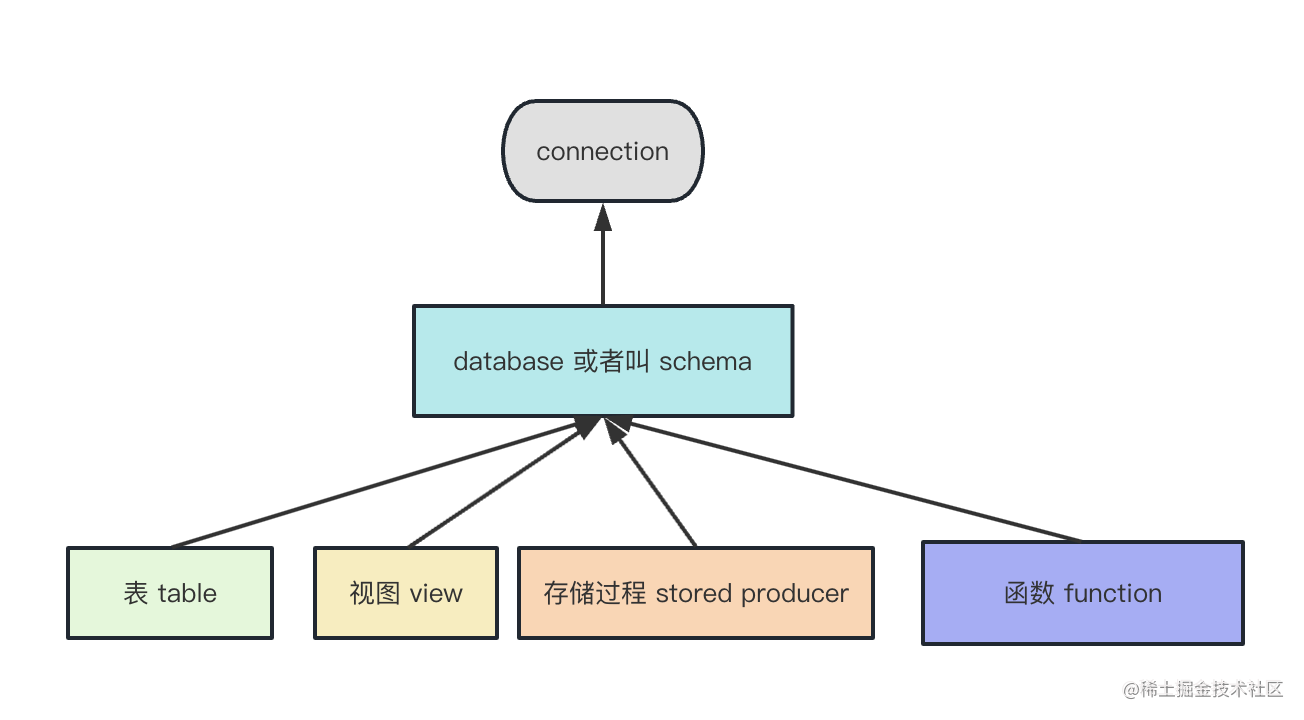 connection
database 或者叫 schema
表 table
视图 view
存储过程 stored producer
函数 function
@稀土掘金技术社区